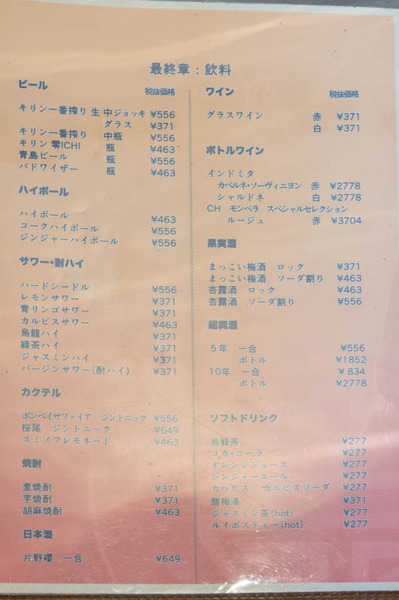 最終章：飲料
ビール 税抜価格
キリン一番搾り 生 中ジョッキ ¥556
グラス ¥371
キリン一番搾り 中瓶 ¥556
キリン 零ICHI 瓶 ¥463
青島ビール 瓶 ¥556
バドワイザー 瓶 ¥463
ハイボール
ハイボール ¥463
コークハイボール ¥556
ジンジャーハイボール ¥556
サワー・酎ハイ
ハードシードル ¥556
レモンサワー ¥371
青リンゴサワー ¥371
カルピスサワー ¥463
烏龍ハイ ¥371
緑茶ハイ ¥371
ジャスミンハイ ¥371
バージンサワー(酎ハイ) ¥371
カクテル
ボンベイサファイア ジントニック ¥556
桜尾 ジントニック ¥649
スミノフレモネード ¥463
焼酎
麦焼酎 ¥371
芋焼酎 ¥371
胡麻焼酎 ¥463
日本酒
片野櫻 一合 ¥649
ワイン 税抜価格
グラスワイン 赤 ¥371
白 ¥371
ボトルワイン
インドミタ
カベルネ・ソーヴィニヨン 赤 ¥2778
シャルドネ 白 ¥2778
CH モンペラ スペシャルセレクション
ルージュ 赤 ¥3704
果実酒
まっこい梅酒 ロック ¥371
まっこい梅酒 ソーダ割り ¥463
杏露酒 ロック ¥463
杏露酒 ソーダ割り ¥556
紹興酒
5年 一合 ¥556
ボトル ¥1852
10年 一合 ¥834
ボトル ¥2778
ソフトドリンク
烏龍茶 ¥277
コカ・コーラ ¥277
オレンジジュース ¥277
ジンジャーエール ¥277
カルピス／カルピスソーダ ¥277
酸梅湯 ¥371
ジャスミン茶(hot) ¥277
ルイボスティー(hot) ¥277